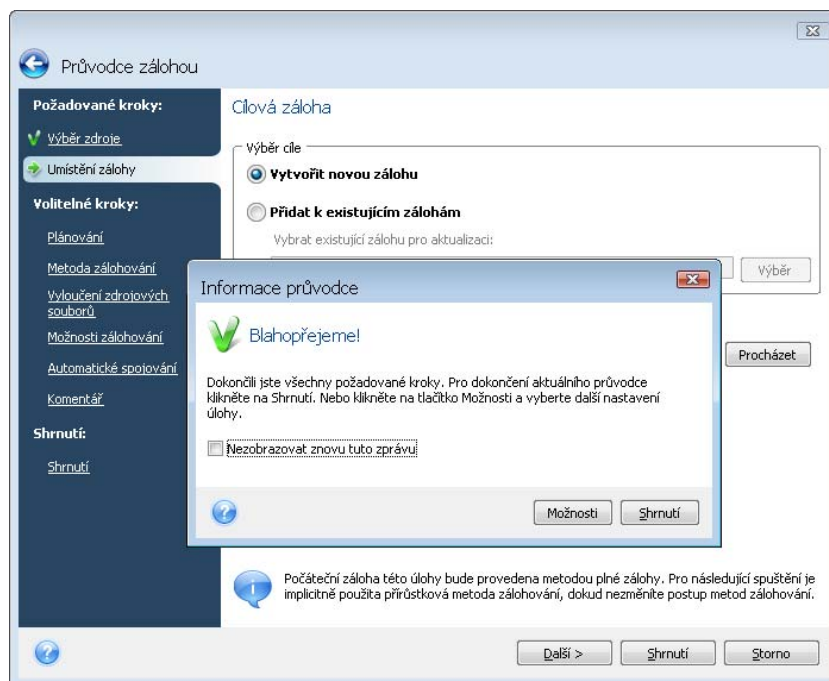 Průvodce zálohou
Požadované kroky:
Výběr zdroje
Umístění zálohy
Volitelné kroky:
Plánování
Metoda zálohování
Vyloučení zdrojových
souborů
Možnosti zálohování
Automatické spojování
Komentář
Shrnutí:
Shrnutí
Cílová záloha
Výběr cíle
Vytvořit novou zálohu
Přidat k existujícím zálohám
Vybrat existující zálohu pro aktualizaci:
Výběr
Procházet
Informace průvodce
Blahopřejeme!
Dokončili jste všechny požadované kroky. Pro dokončení aktuálního průvodce
klikněte na Shrnutí. Nebo klikněte na tlačítko Možnosti a vyberte další nastavení
úlohy.
Nezobrazovat znovu tuto zprávu
Možnosti
Shrnutí
Počáteční záloha této úlohy bude provedena metodou plné zálohy. Pro následující spuštění je
implicitně použita přírůstková metoda zálohování, dokud nezměníte postup metod zálohování.
Další >
Shrnutí
Storno